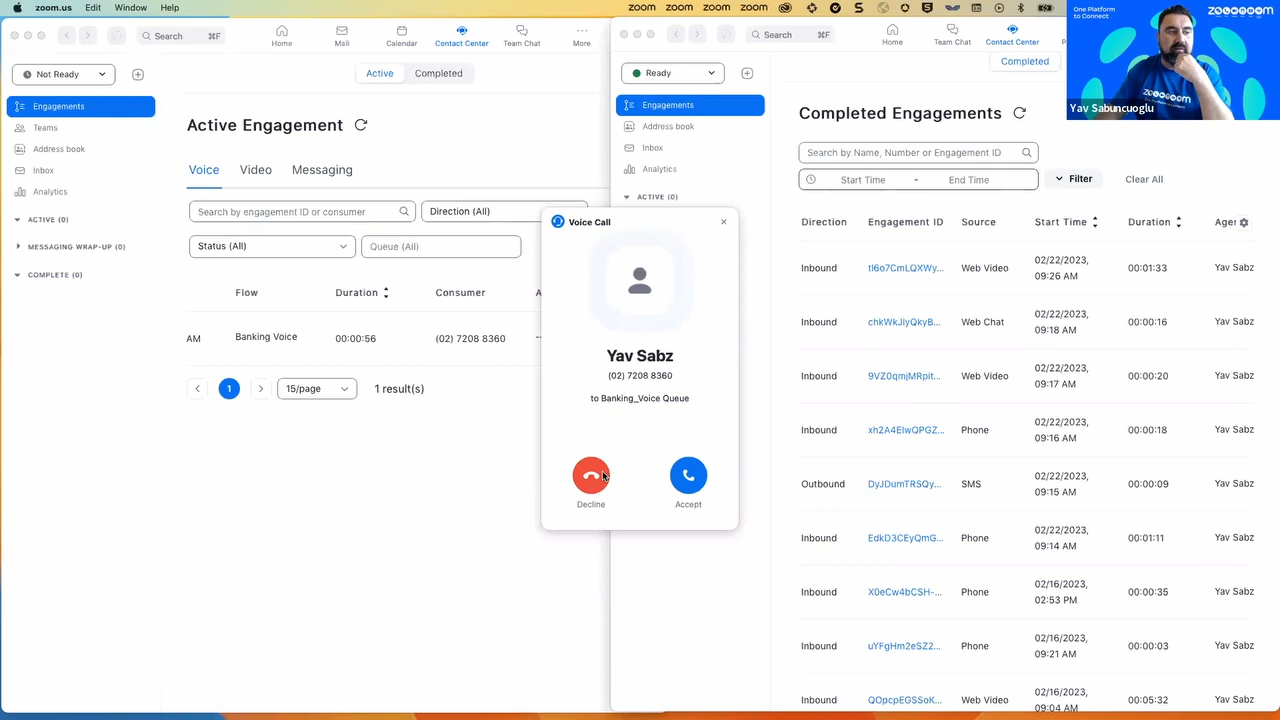 zoom.us Edit Window Help
zoom zoom zoom zoom
Search ⌘F
Home
Mail
Calendar
Contact Center
Team Chat
More
Not Ready
Active
Completed
Engagements
Teams
Address book
Inbox
Analytics
ACTIVE (0)
MESSAGING WRAP-UP (0)
COMPLETE (0)
Active Engagement
Voice Video Messaging
Search by engagement ID or consumer
Direction (All)
Status (All)
Queue (All)
Flow Duration Consumer
AM Banking Voice 00:00:56 (02) 7208 8360 --
1
15/page
1 result(s)
Voice Call
Yav Sabz
(02) 7208 8360
to Banking_Voice Queue
Decline
Accept
Search ⌘F
Home
Team Chat
Contact Center
Ready
Completed
Engagements
Address book
Inbox
Analytics
ACTIVE (0)
Completed Engagements
Search by Name, Number or Engagement ID
Start Time - End Time
Filter
Clear All
Direction Engagement ID Source Start Time Duration
Inbound tl6o7CmLQXWy... Web Video 02/22/2023, 09:26 AM 00:01:33 Yav Sabz
Inbound chkWkJlyQkyB... Web Chat 02/22/2023, 09:18 AM 00:00:16 Yav Sabz
Inbound 9VZ0qmjMRpit... Web Video 02/22/2023, 09:17 AM 00:00:20 Yav Sabz
Inbound xh2A4EIwQPGZ... Phone 02/22/2023, 09:16 AM 00:00:18 Yav Sabz
Outbound DyJDumTRSQy... SMS 02/22/2023, 09:15 AM 00:00:09 Yav Sabz
Inbound EdkD3CEyQmG... Phone 02/22/2023, 09:14 AM 00:01:11 Yav Sabz
Inbound X0eCw4bCSH-... Phone 02/16/2023, 02:53 PM 00:00:35 Yav Sabz
Inbound uYFgHm2eSZ2... Phone 02/16/2023, 09:21 AM 00:00:03 Yav Sabz
Inbound QOpcpEGSSoK... Web Video 02/16/2023, 09:04 AM 00:05:32 Yav Sabz
One Platform
to Connect
zoooooom
zoooooom
Yav Sabuncuoglu